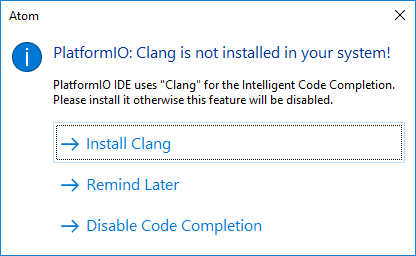 Atom
PlatformIO: Clang is not installed in your system!
PlatformIO IDE uses "Clang" for the Intelligent Code Completion.
Please install it otherwise this feature will be disabled.
Install Clang
Remind Later
Disable Code Completion